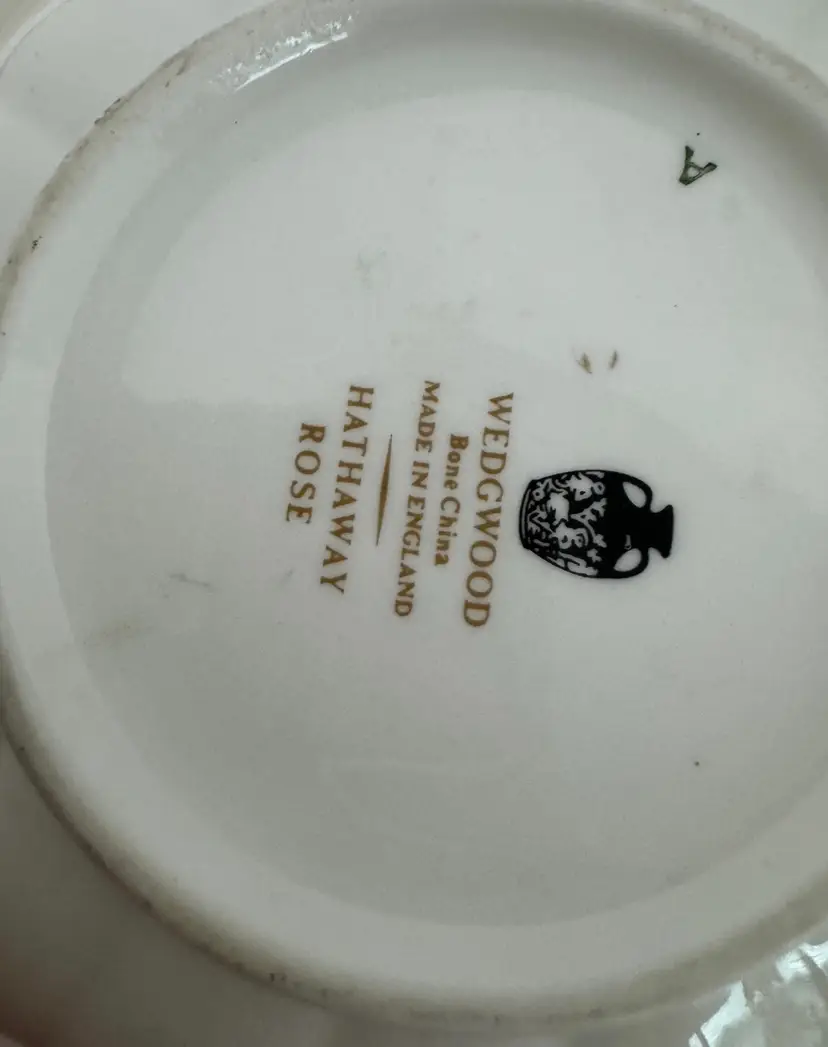 A
WEDGWOOD
Bone China
MADE IN ENGLAND
HATHAWAY
ROSE